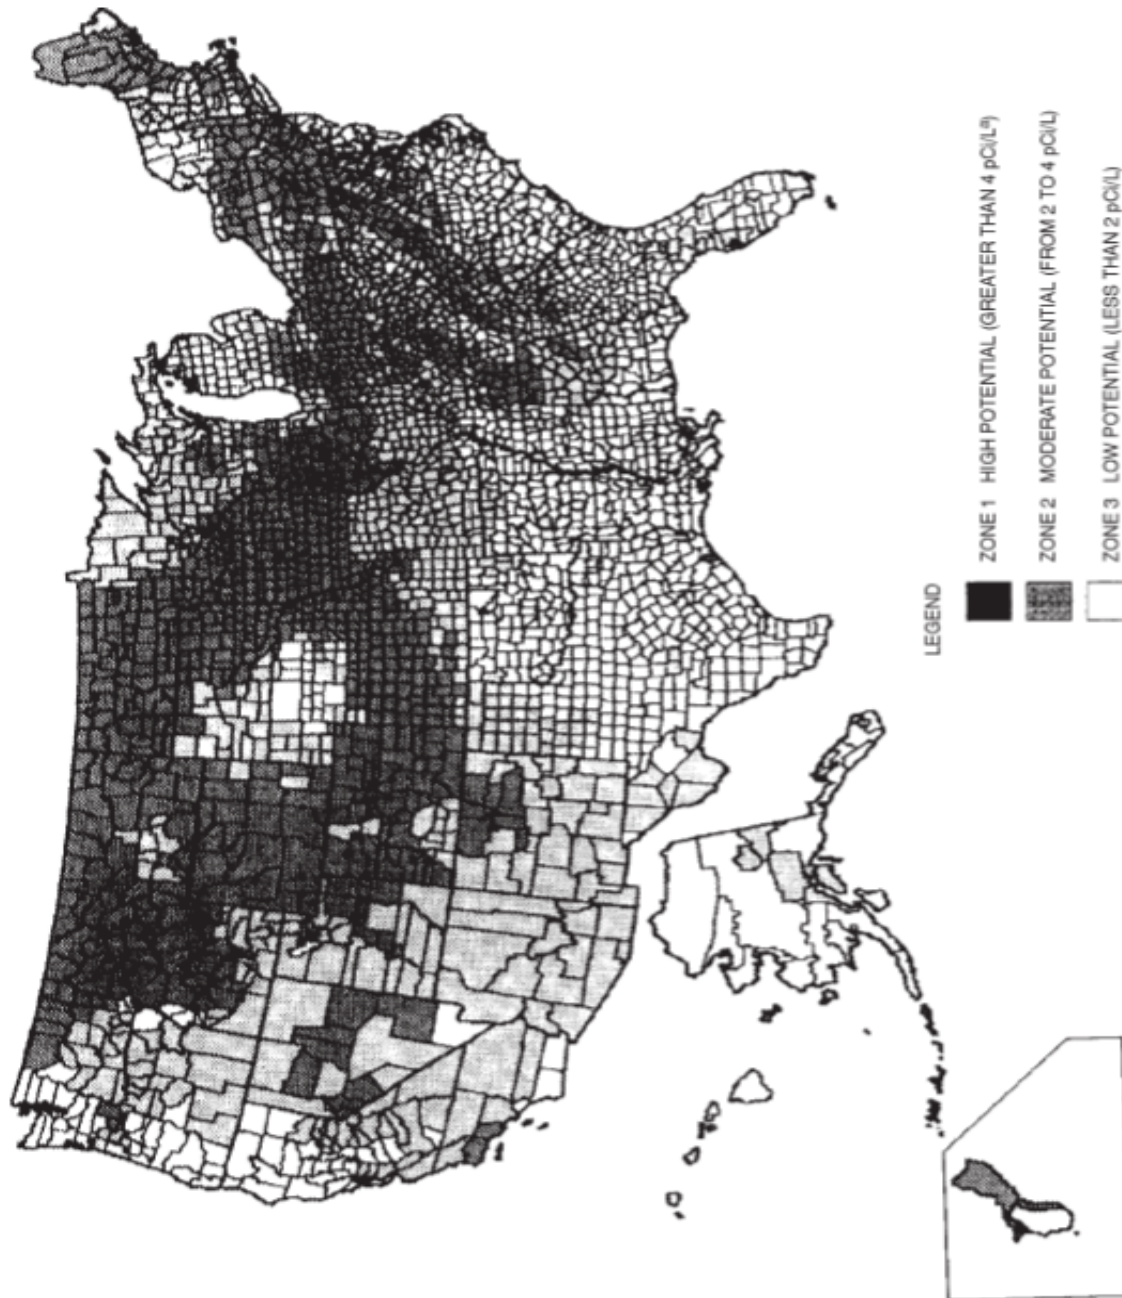 LEGEND
ZONE 1 HIGH POTENTIAL (GREATER THAN 4 pCi/Lª)
ZONE 2 MODERATE POTENTIAL (FROM 2 TO 4 pCi/L)
ZONE 3 LOW POTENTIAL (LESS THAN 2 pCi/L)